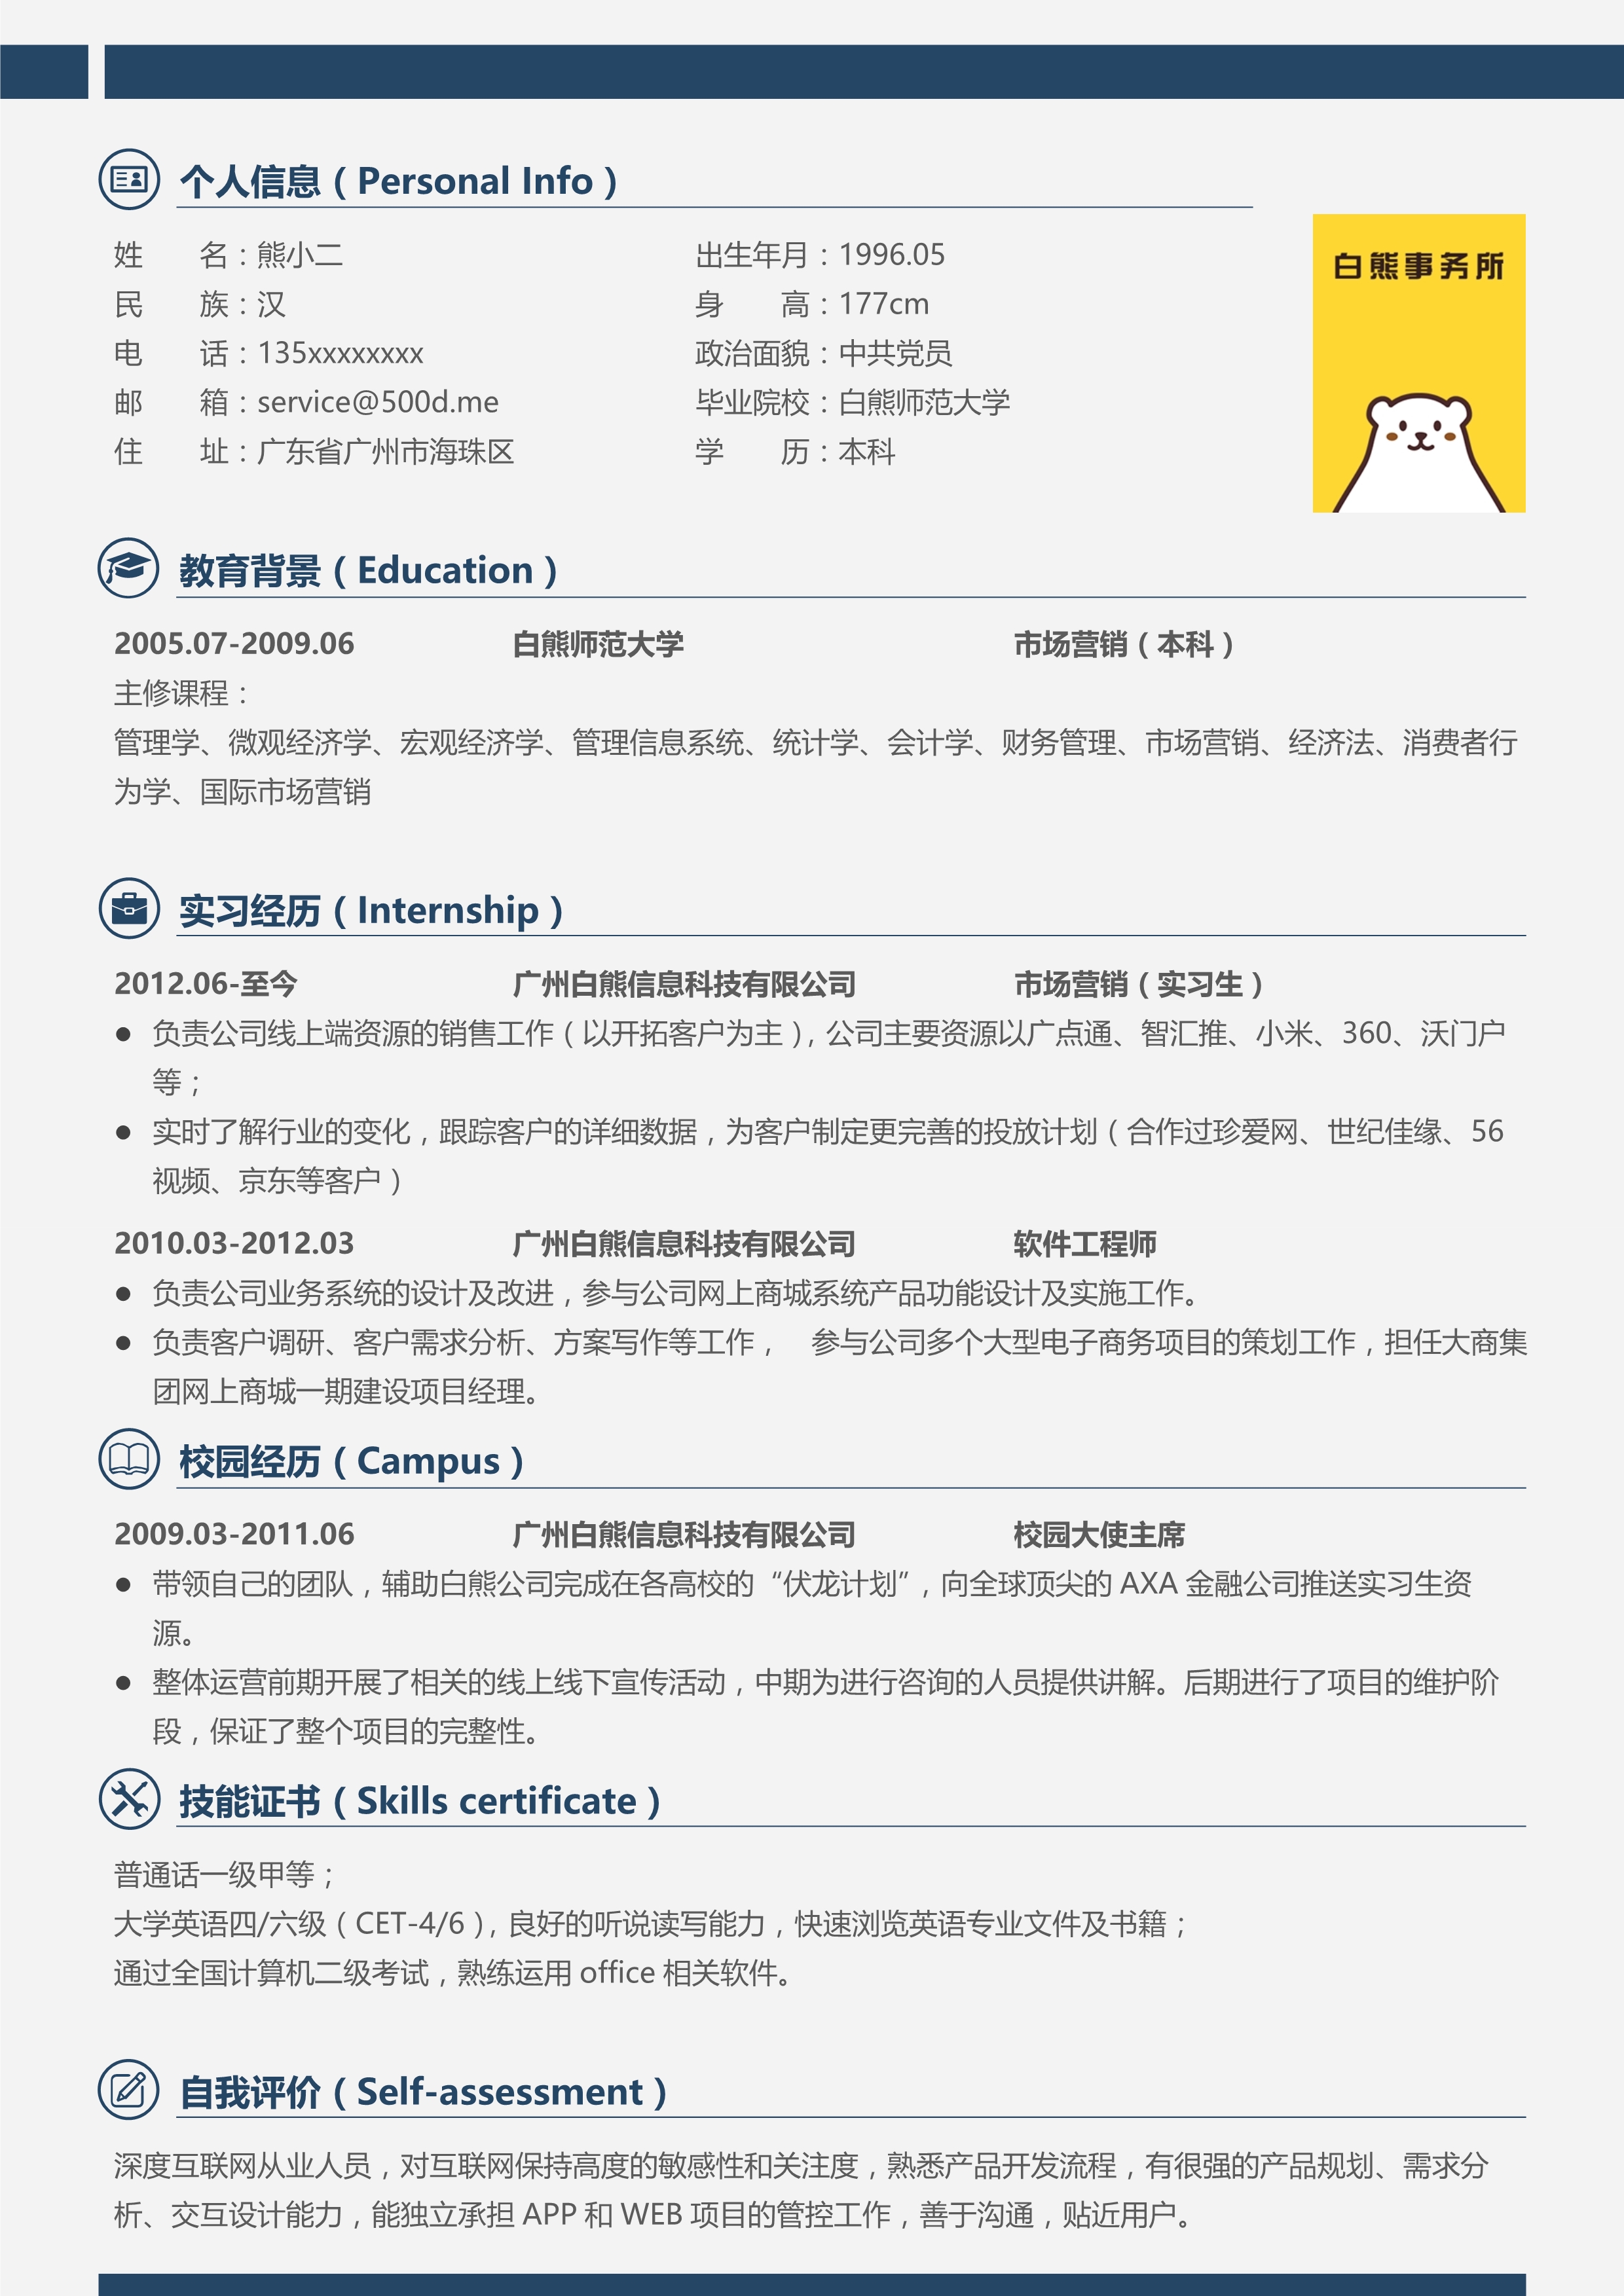 个人信息（Personal Info）
白熊事务所
姓　　名：熊小二　出生年月：1996.05
民　　族：汉　身　　高：177cm
电　　话：135xxxxxxxx　政治面貌：中共党员
邮　　箱：service@500d.me　毕业院校：白熊师范大学
住　　址：广东省广州市海珠区　学　　历：本科
教育背景（Education）
2005.07-2009.06　白熊师范大学　市场营销（本科）
主修课程：
管理学、微观经济学、宏观经济学、管理信息系统、统计学、会计学、财务管理、市场营销、经济法、消费者行
为学、国际市场营销
实习经历（Internship）
2012.06-至今　广州白熊信息科技有限公司　市场营销（实习生）
● 负责公司线上端资源的销售工作（以开拓客户为主），公司主要资源以广点通、智汇推、小米、360、沃门户
等；
● 实时了解行业的变化，跟踪客户的详细数据，为客户制定更完善的投放计划（合作过珍爱网、世纪佳缘、56
视频、京东等客户）
2010.03-2012.03　广州白熊信息科技有限公司　软件工程师
● 负责公司业务系统的设计及改进，参与公司网上商城系统产品功能设计及实施工作。
● 负责客户调研、客户需求分析、方案写作等工作，　参与公司多个大型电子商务项目的策划工作，担任大商集
团网上商城一期建设项目经理。
校园经历（Campus）
2009.03-2011.06　广州白熊信息科技有限公司　校园大使主席
● 带领自己的团队，辅助白熊公司完成在各高校的“伏龙计划”，向全球顶尖的 AXA 金融公司推送实习生资
源。
● 整体运营前期开展了相关的线上线下宣传活动，中期为进行咨询的人员提供讲解。后期进行了项目的维护阶
段，保证了整个项目的完整性。
技能证书（Skills certificate）
普通话一级甲等；
大学英语四/六级（CET-4/6），良好的听说读写能力，快速浏览英语专业文件及书籍；
通过全国计算机二级考试，熟练运用 office 相关软件。
自我评价（Self-assessment）
深度互联网从业人员，对互联网保持高度的敏感性和关注度，熟悉产品开发流程，有很强的产品规划、需求分
析、交互设计能力，能独立承担 APP 和 WEB 项目的管控工作，善于沟通，贴近用户。